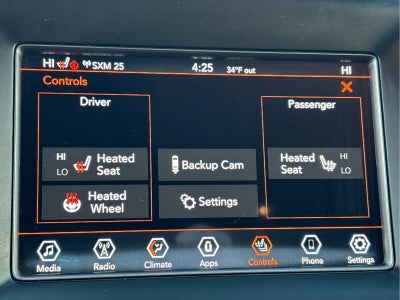 HI SXM 25 4:25 34°F out HI
Controls X
Driver
Passenger
HI
LO
Heated
Seat
Backup Cam
Heated
Seat
HI
LO
Heated
Wheel
Settings
Media Radio Climate Apps Controls Phone Settings